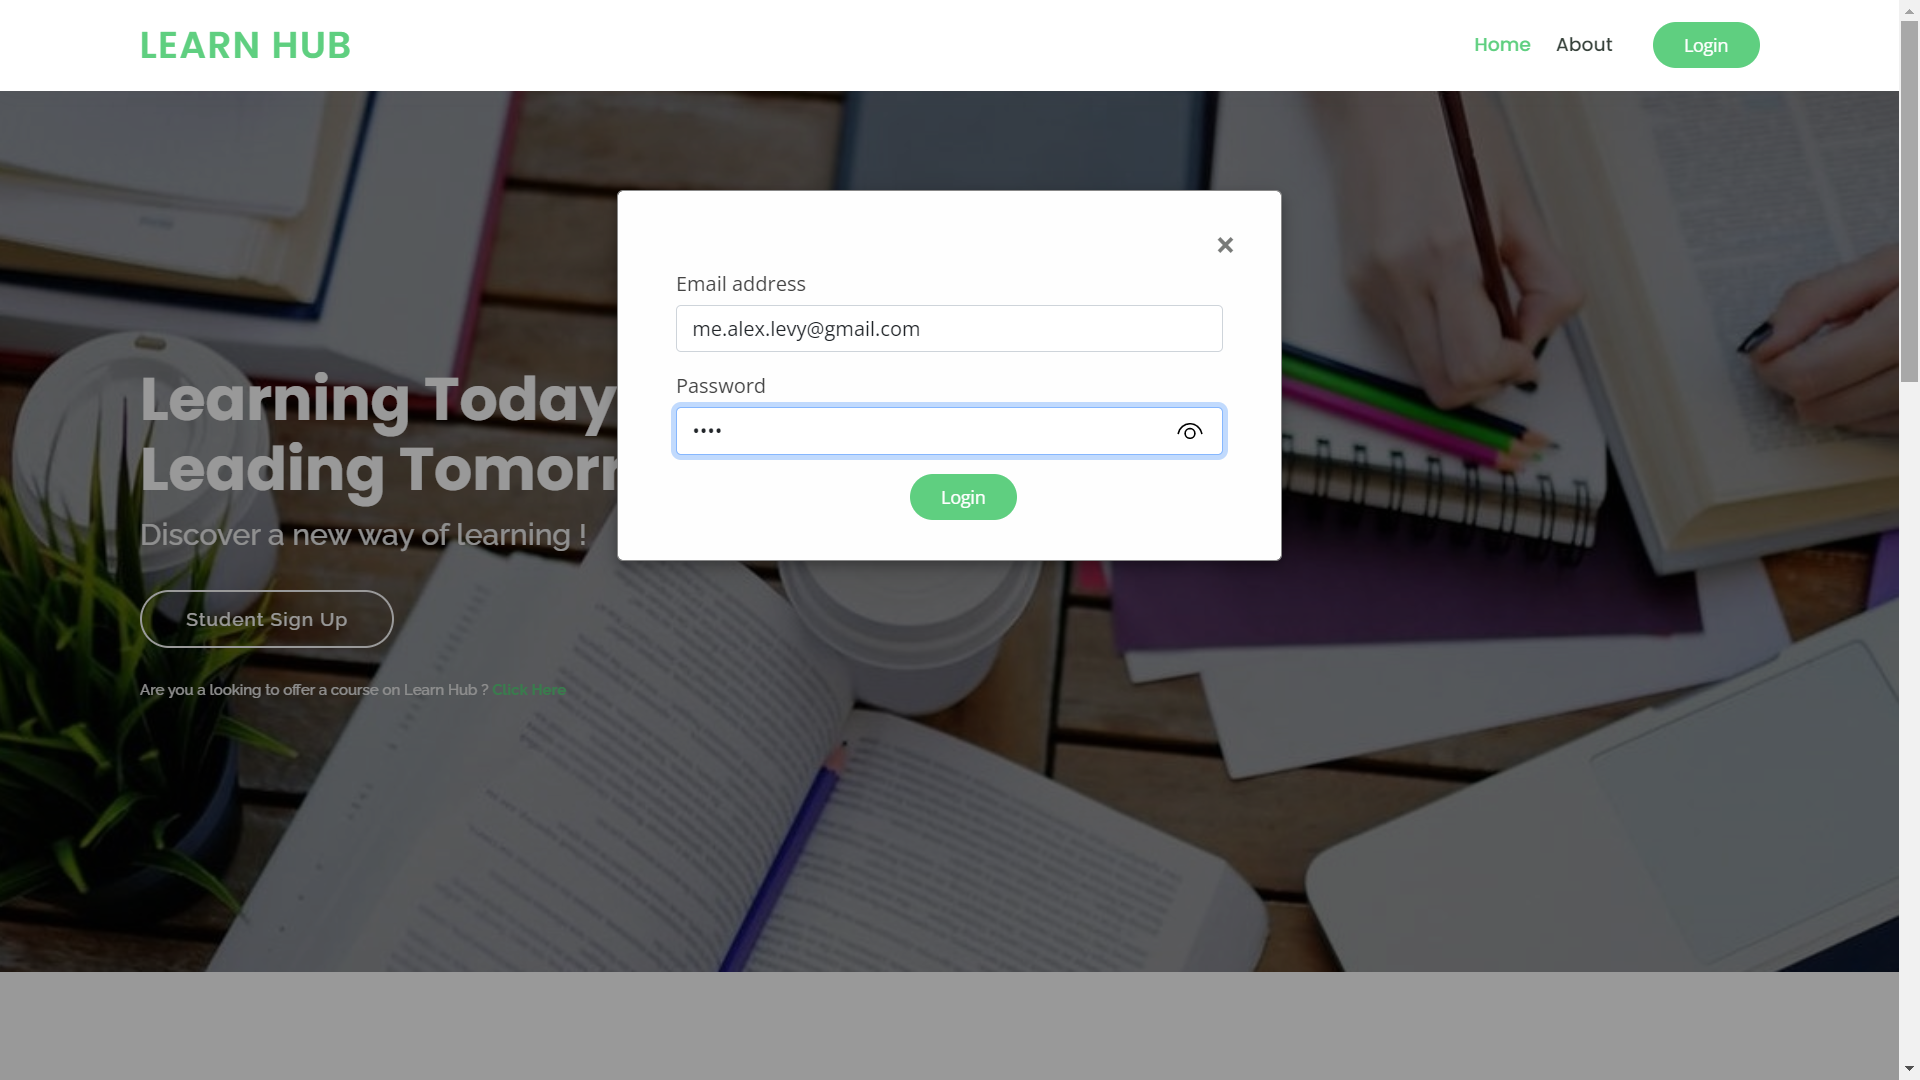 LEARN HUB
Home About Login
×
Email address
me.alex.levy@gmail.com
Password
••••
Login
Learning Today
Leading Tomorr
Discover a new way of learning !
Student Sign Up
Are you a looking to offer a course on Learn Hub ? Click Here